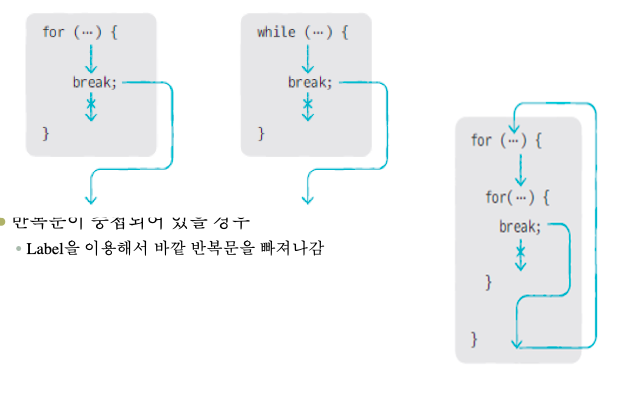 for (…) {
break;
}
while (…) {
break;
}
반복문이 중첩되어 있을 경우
Label을 이용해서 바깥 반복문을 빠져나감
for (…) {
for(…) {
break;
}
}